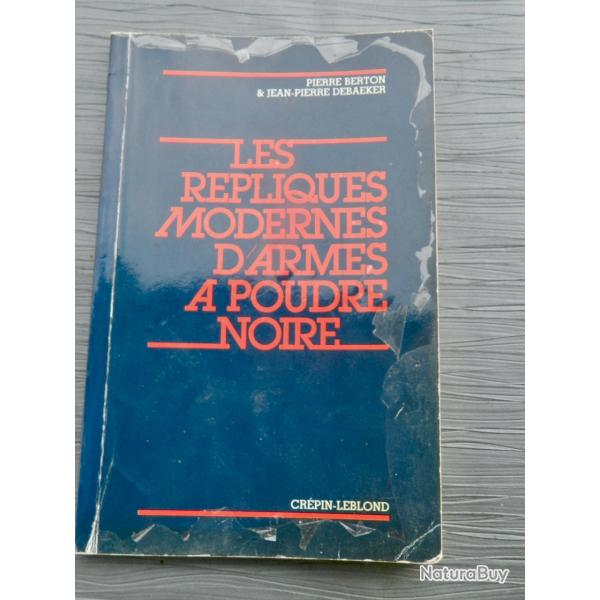 PIERRE BERTON
& JEAN-PIERRE DEBAEKER
LES
REPLIQUES
MODERNES
D'ARMES
A POUDRE
NOIRE
CRÉPIN-LEBLOND
NaturaBuy